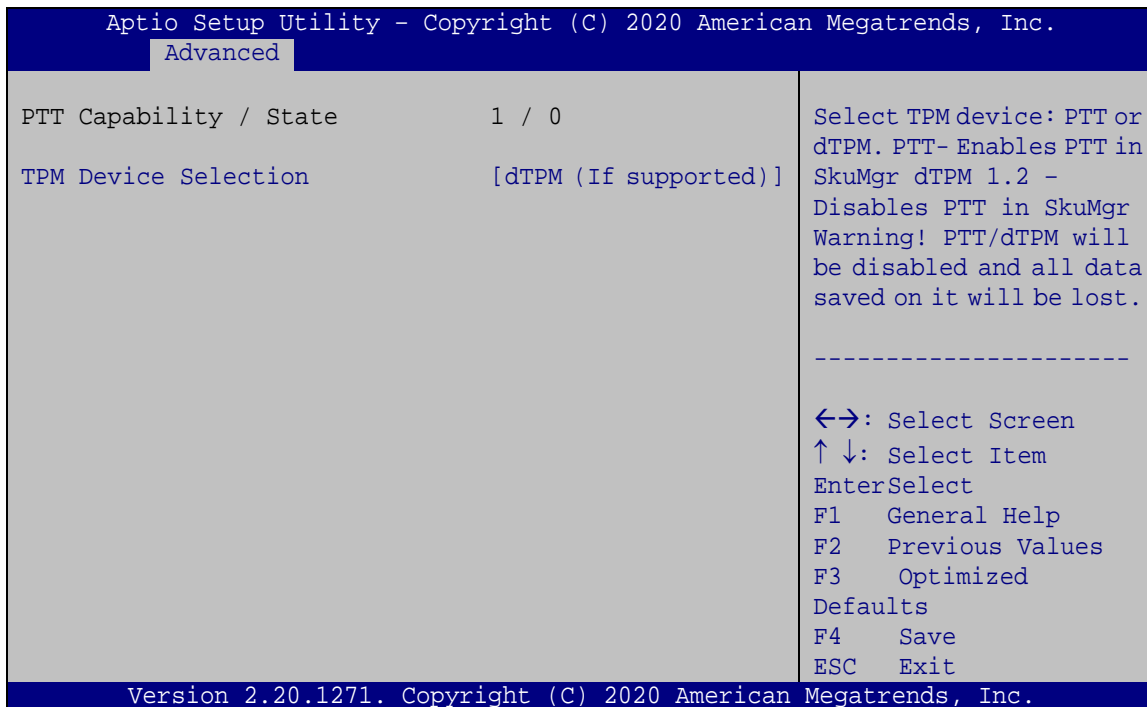 Aptio Setup Utility – Copyright (C) 2020 American Megatrends, Inc.
Advanced
PTT Capability / State 1 / 0
TPM Device Selection [dTPM (If supported)]
Select TPM device: PTT or
dTPM. PTT- Enables PTT in
SkuMgr dTPM 1.2 –
Disables PTT in SkuMgr
Warning! PTT/dTPM will
be disabled and all data
saved on it will be lost.
----------------------
←→: Select Screen
↑ ↓: Select Item
EnterSelect
F1 General Help
F2 Previous Values
F3 Optimized
Defaults
F4 Save
ESC Exit
Version 2.20.1271. Copyright (C) 2020 American Megatrends, Inc.